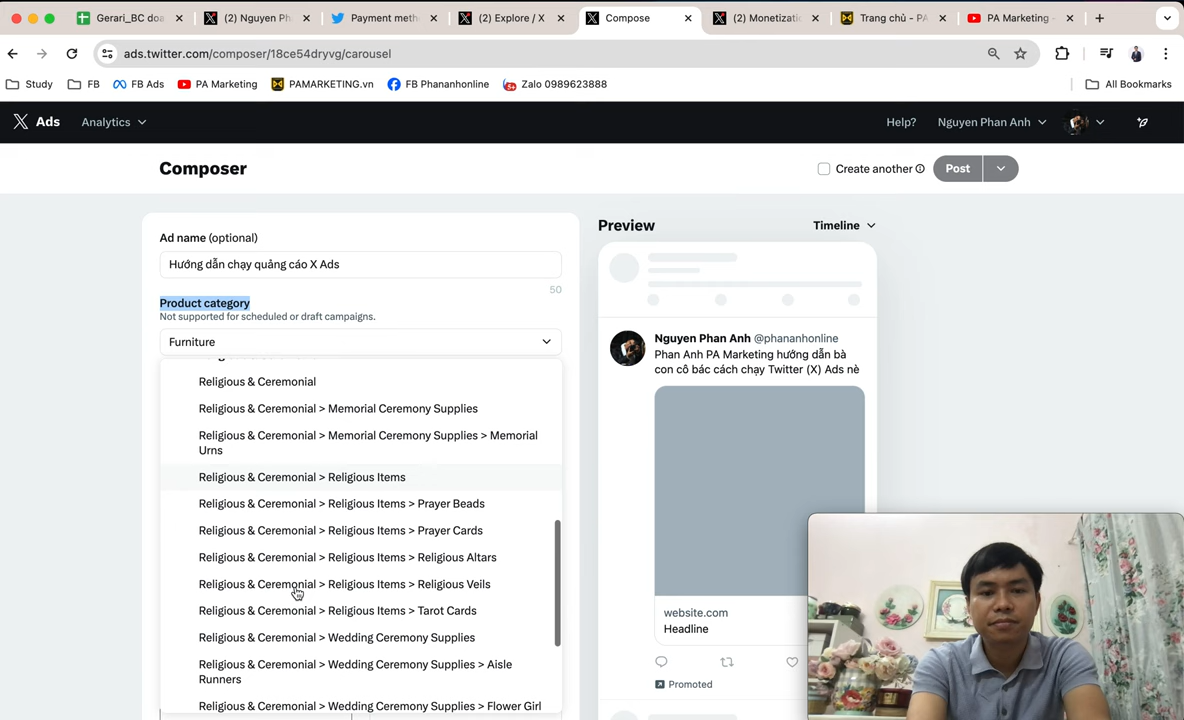 Gerari_BC doa
(2) Nguyen Ph
Payment meth
(2) Explore / X
Compose
(2) Monetizati
Trang chủ - PA
PA Marketing -
ads.twitter.com/composer/18ce54dryvg/carousel
Study
FB
FB Ads
PA Marketing
PAMARKETING.vn
FB Phananhonline
Zalo 0989623888
All Bookmarks
X Ads
Analytics
Help?
Nguyen Phan Anh
Composer
Create another
Post
Ad name (optional)
Hướng dẫn chạy quảng cáo X Ads
50
Product category
Not supported for scheduled or draft campaigns.
Furniture
Religious & Ceremonial
Religious & Ceremonial > Memorial Ceremony Supplies
Religious & Ceremonial > Memorial Ceremony Supplies > Memorial
Urns
Religious & Ceremonial > Religious Items
Religious & Ceremonial > Religious Items > Prayer Beads
Religious & Ceremonial > Religious Items > Prayer Cards
Religious & Ceremonial > Religious Items > Religious Altars
Religious & Ceremonial > Religious Items > Religious Veils
Religious & Ceremonial > Religious Items > Tarot Cards
Religious & Ceremonial > Wedding Ceremony Supplies
Religious & Ceremonial > Wedding Ceremony Supplies > Aisle
Runners
Religious & Ceremonial > Wedding Ceremony Supplies > Flower Girl
Preview
Timeline
Nguyen Phan Anh @phananhonline
Phan Anh PA Marketing hướng dẫn bà
con cô bác cách chạy Twitter (X) Ads nè
website.com
Headline
Promoted